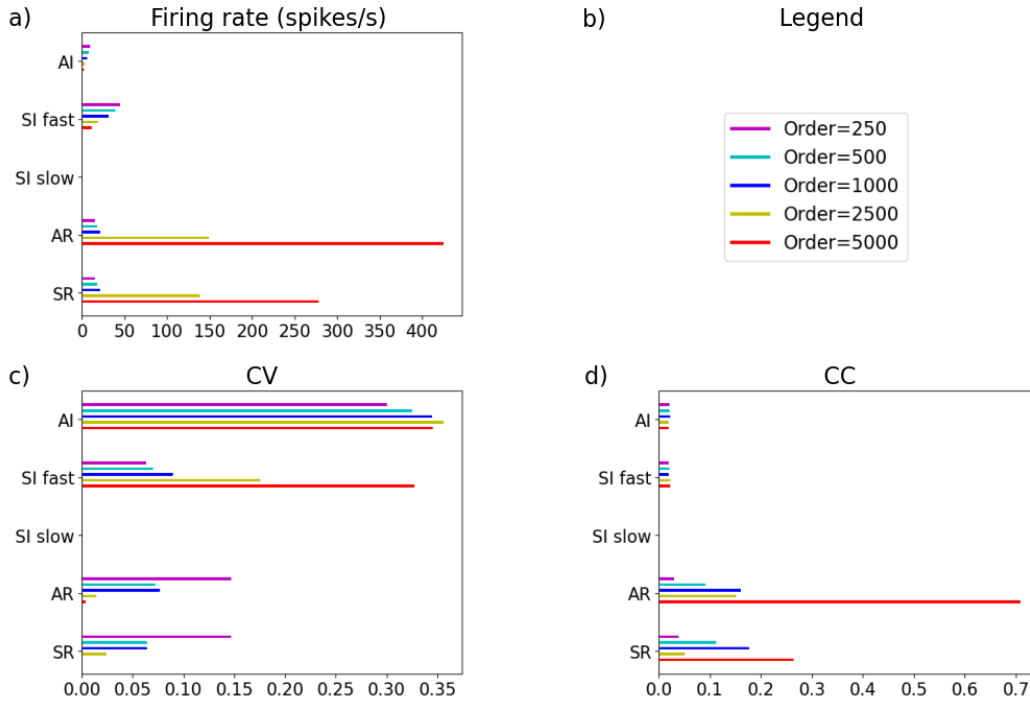 a)
Firing rate (spikes/s)
AI
SI fast
SI slow
AR
SR
0 50 100 150 200 250 300 350 400
b)
Legend
Order=250
Order=500
Order=1000
Order=2500
Order=5000
c)
CV
AI
SI fast
SI slow
AR
SR
0.00 0.05 0.10 0.15 0.20 0.25 0.30 0.35
d)
CC
AI
SI fast
SI slow
AR
SR
0.0 0.1 0.2 0.3 0.4 0.5 0.6 0.7